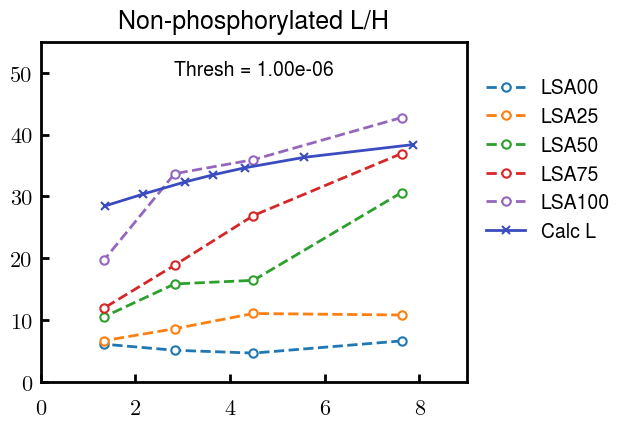 Non-phosphorylated L/H
Thresh = 1.00e-06
50
40
30
20
10
0
0 2 4 6 8
LSA00
LSA25
LSA50
LSA75
LSA100
Calc L